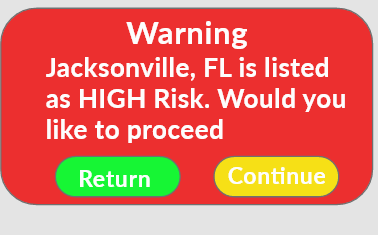 Warning
Jacksonville, FL is listed
as HIGH Risk. Would you
like to proceed
Return
Continue